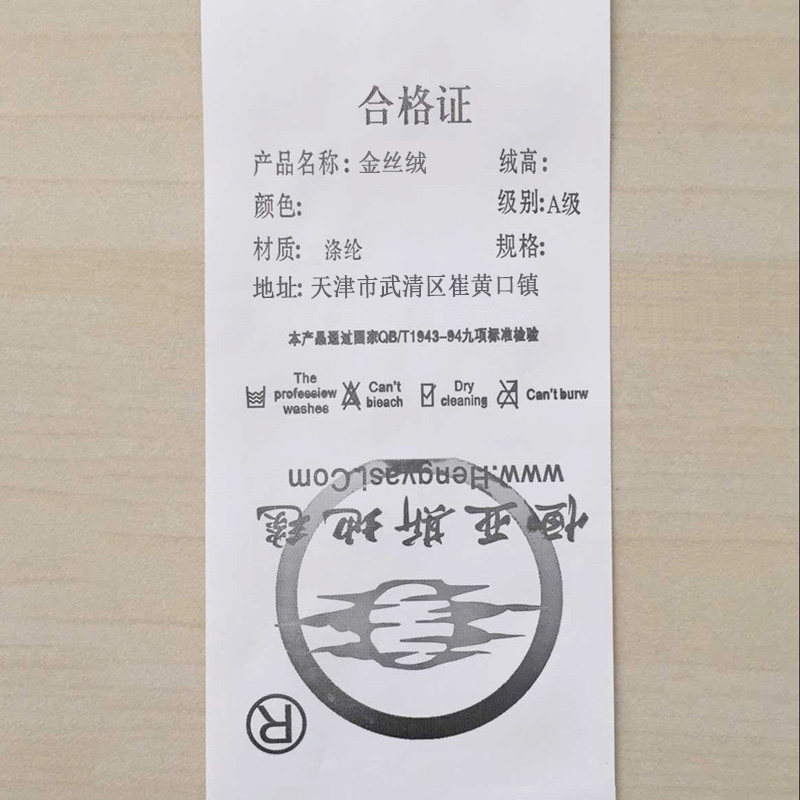 合格证
产品名称：金丝绒 绒高：
颜色： 级别：A级
材质： 涤纶 规格：
地址：天津市武清区崔黄口镇
本产品通过国家QB/T1943-94九项标准检验
The professiew washes Can't bleach Dry cleaning Can't burw
www.Hengyasi.Com
恒亚斯地毯
®